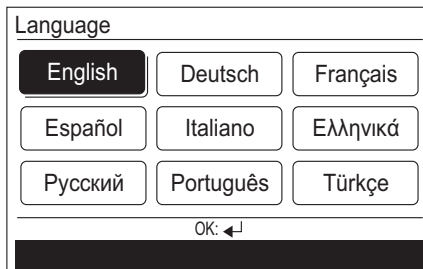 Language
English Deutsch Français
Español Italiano Ελληνικά
Русский Português Türkçe
OK: ↵